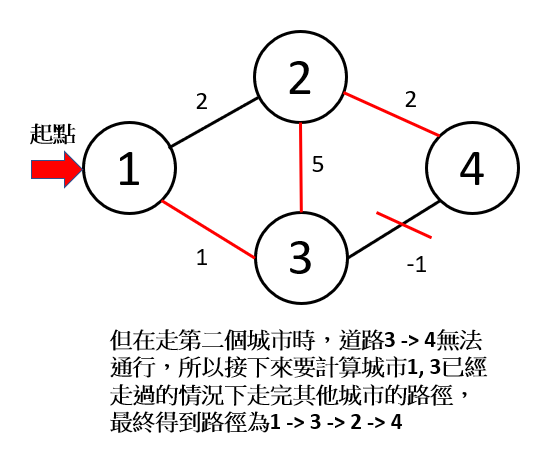 2
2
2
起點
1
5
4
1
3
-1
但在走第二個城市時，道路3 -> 4無法
通行，所以接下來要計算城市1, 3已經
走過的情況下走完其他城市的路徑，
最終得到路徑為1 -> 3 -> 2 -> 4